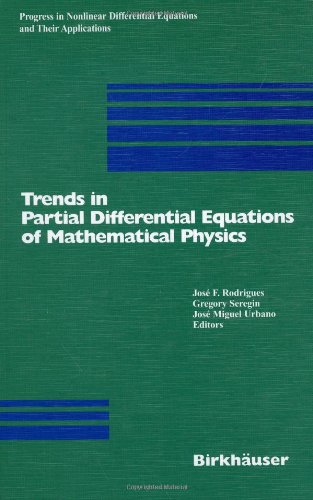 Progress in Nonlinear Differential Equations
and Their Applications
Trends in
Partial Differential Equations
of Mathematical Physics
José F. Rodrigues
Gregory Seregin
José Miguel Urbano
Editors
Birkhäuser